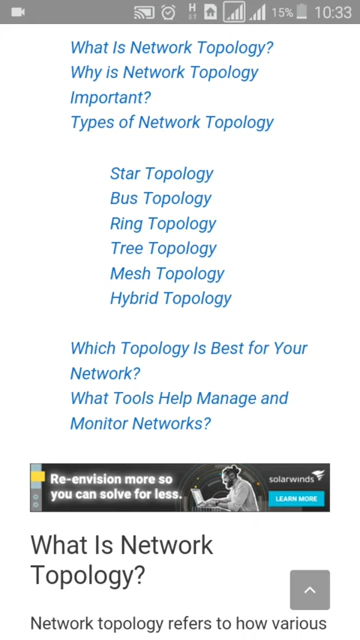 H 15% 10:33
What Is Network Topology?
Why is Network Topology
Important?
Types of Network Topology
Star Topology
Bus Topology
Ring Topology
Tree Topology
Mesh Topology
Hybrid Topology
Which Topology Is Best for Your
Network?
What Tools Help Manage and
Monitor Networks?
Re-envision more so
you can solve for less.
solarwinds
LEARN MORE
What Is Network
Topology?
Network topology refers to how various